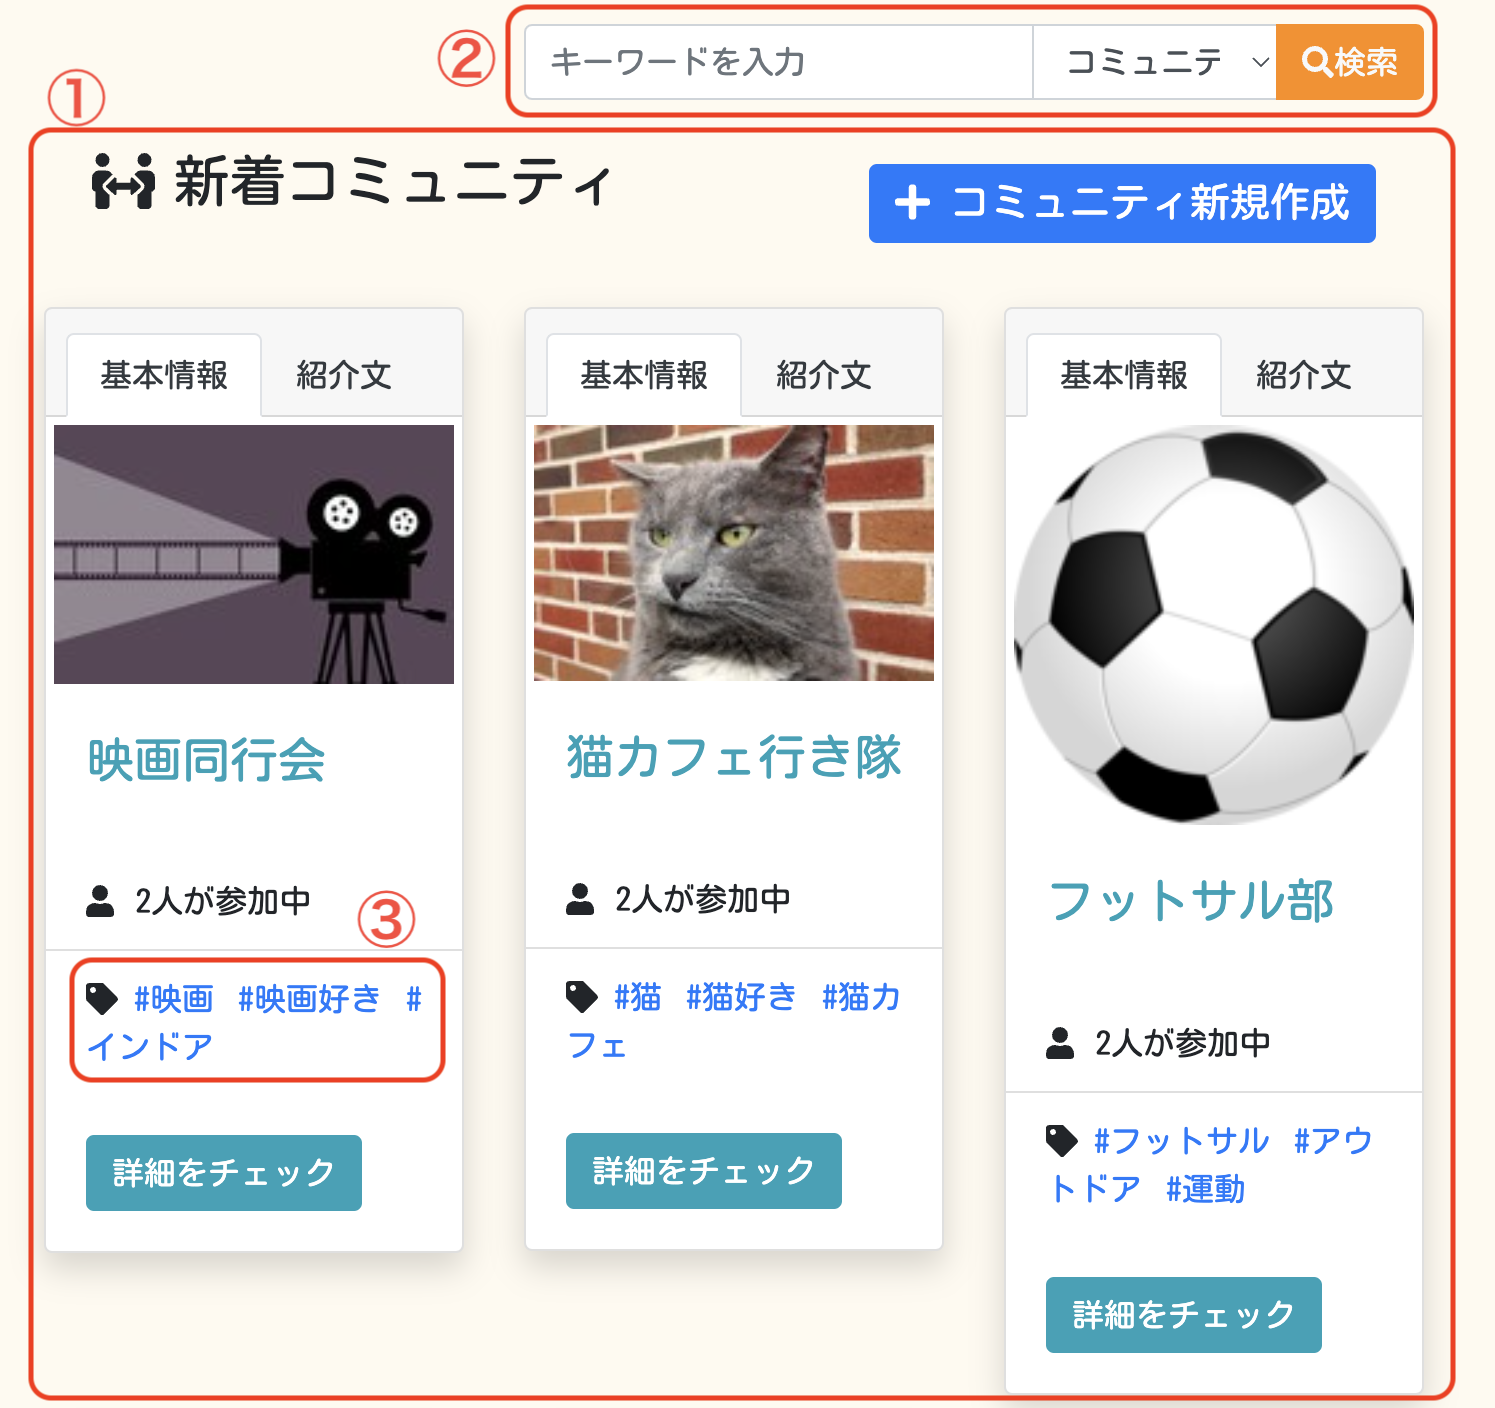 ②
キーワードを入力 コミュニテ 検索
①
新着コミュニティ
コミュニティ新規作成
基本情報 紹介文
映画同行会
2人が参加中
③
#映画 #映画好き #
インドア
詳細をチェック
基本情報 紹介文
猫カフェ行き隊
2人が参加中
#猫 #猫好き #猫カ
フェ
詳細をチェック
基本情報 紹介文
フットサル部
2人が参加中
#フットサル #アウ
トドア #運動
詳細をチェック